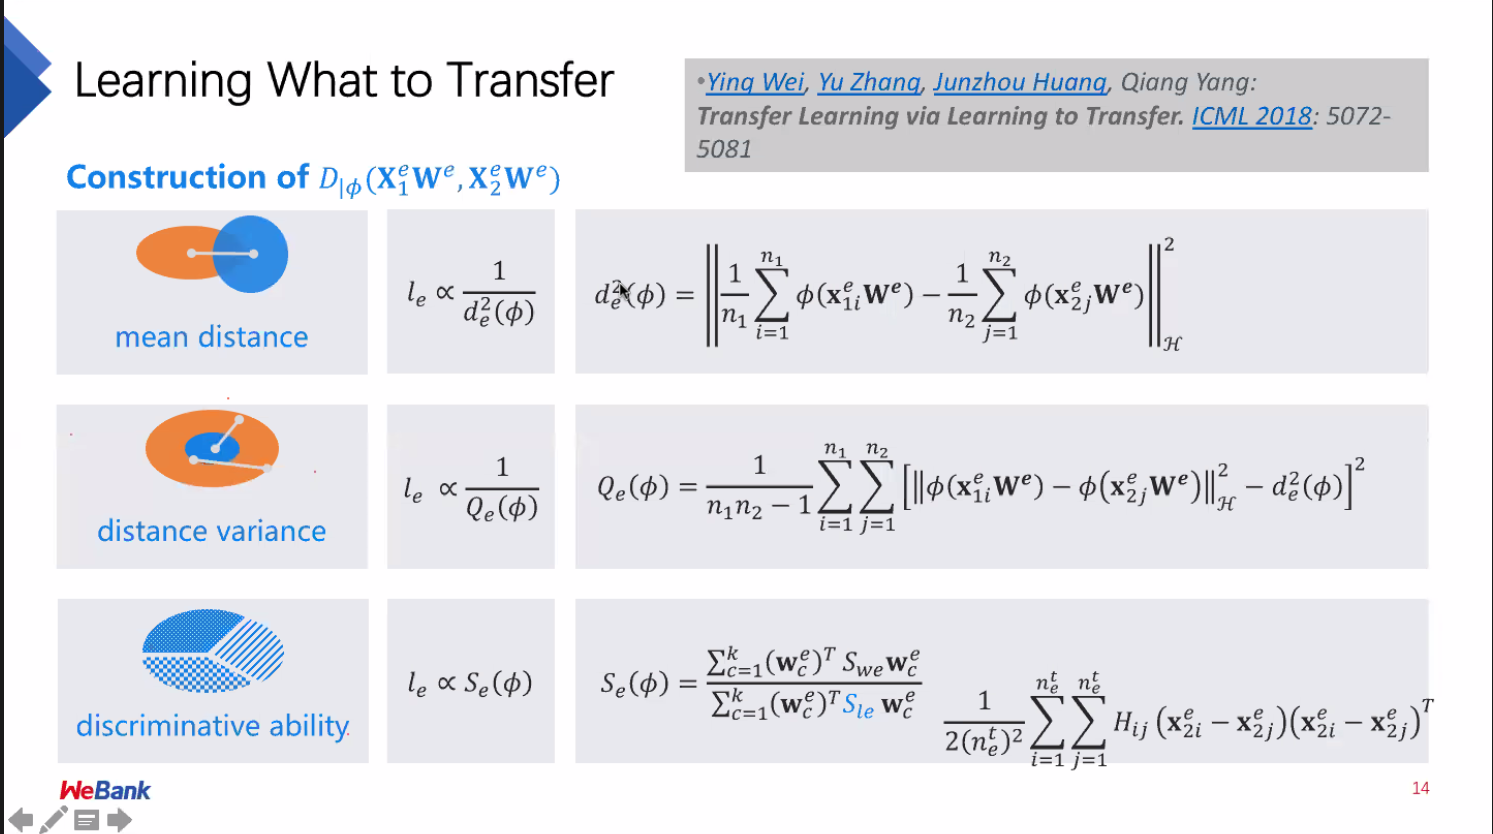 Learning What to Transfer
•Ying Wei, Yu Zhang, Junzhou Huang, Qiang Yang:
Transfer Learning via Learning to Transfer. ICML 2018: 5072-
5081
Construction of $D_{|\phi}(\mathbf{X}_1^e\mathbf{W}^e, \mathbf{X}_2^e\mathbf{W}^e)$
mean distance
$l_e \propto \frac{1}{d_e^2(\phi)}$
$d_e^2(\phi) = \left\| \frac{1}{n_1}\sum_{i=1}^{n_1} \phi(\mathbf{x}_{1i}^e\mathbf{W}^e) - \frac{1}{n_2}\sum_{j=1}^{n_2} \phi(\mathbf{x}_{2j}^e\mathbf{W}^e) \right\|_{\mathcal{H}}^2$
distance variance
$l_e \propto \frac{1}{Q_e(\phi)}$
$Q_e(\phi) = \frac{1}{n_1 n_2 - 1}\sum_{i=1}^{n_1}\sum_{j=1}^{n_2} \left[ \left\| \phi(\mathbf{x}_{1i}^e\mathbf{W}^e) - \phi(\mathbf{x}_{2j}^e\mathbf{W}^e) \right\|_{\mathcal{H}}^2 - d_e^2(\phi) \right]^2$
discriminative ability
$l_e \propto S_e(\phi)$
$S_e(\phi) = \frac{\sum_{c=1}^{k} (\mathbf{w}_c^e)^T S_{we} \mathbf{w}_c^e}{\sum_{c=1}^{k} (\mathbf{w}_c^e)^T S_{le} \mathbf{w}_c^e}$
$\frac{1}{2(n_e^t)^2}\sum_{i=1}^{n_e^t}\sum_{j=1}^{n_e^t} H_{ij} (\mathbf{x}_{2i}^e - \mathbf{x}_{2j}^e)(\mathbf{x}_{2i}^e - \mathbf{x}_{2j}^e)^T$
WeBank
14